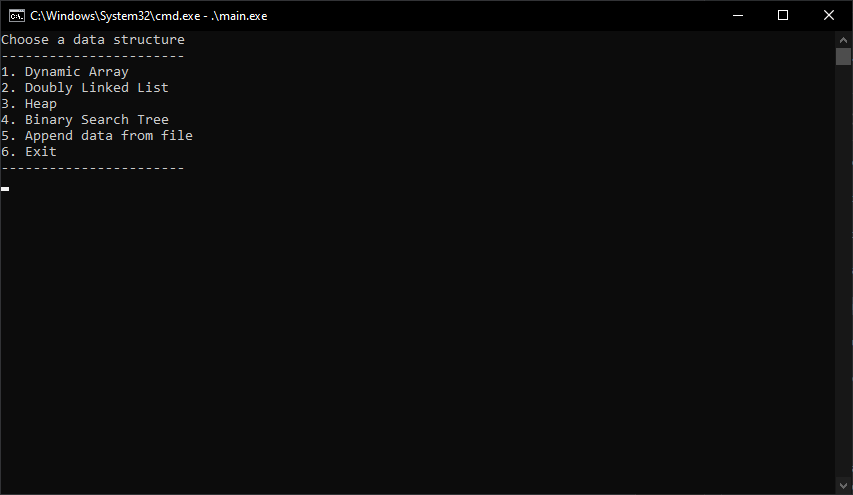 C:\Windows\System32\cmd.exe - .\main.exe
Choose a data structure
-----------------------
1. Dynamic Array
2. Doubly Linked List
3. Heap
4. Binary Search Tree
5. Append data from file
6. Exit
-----------------------